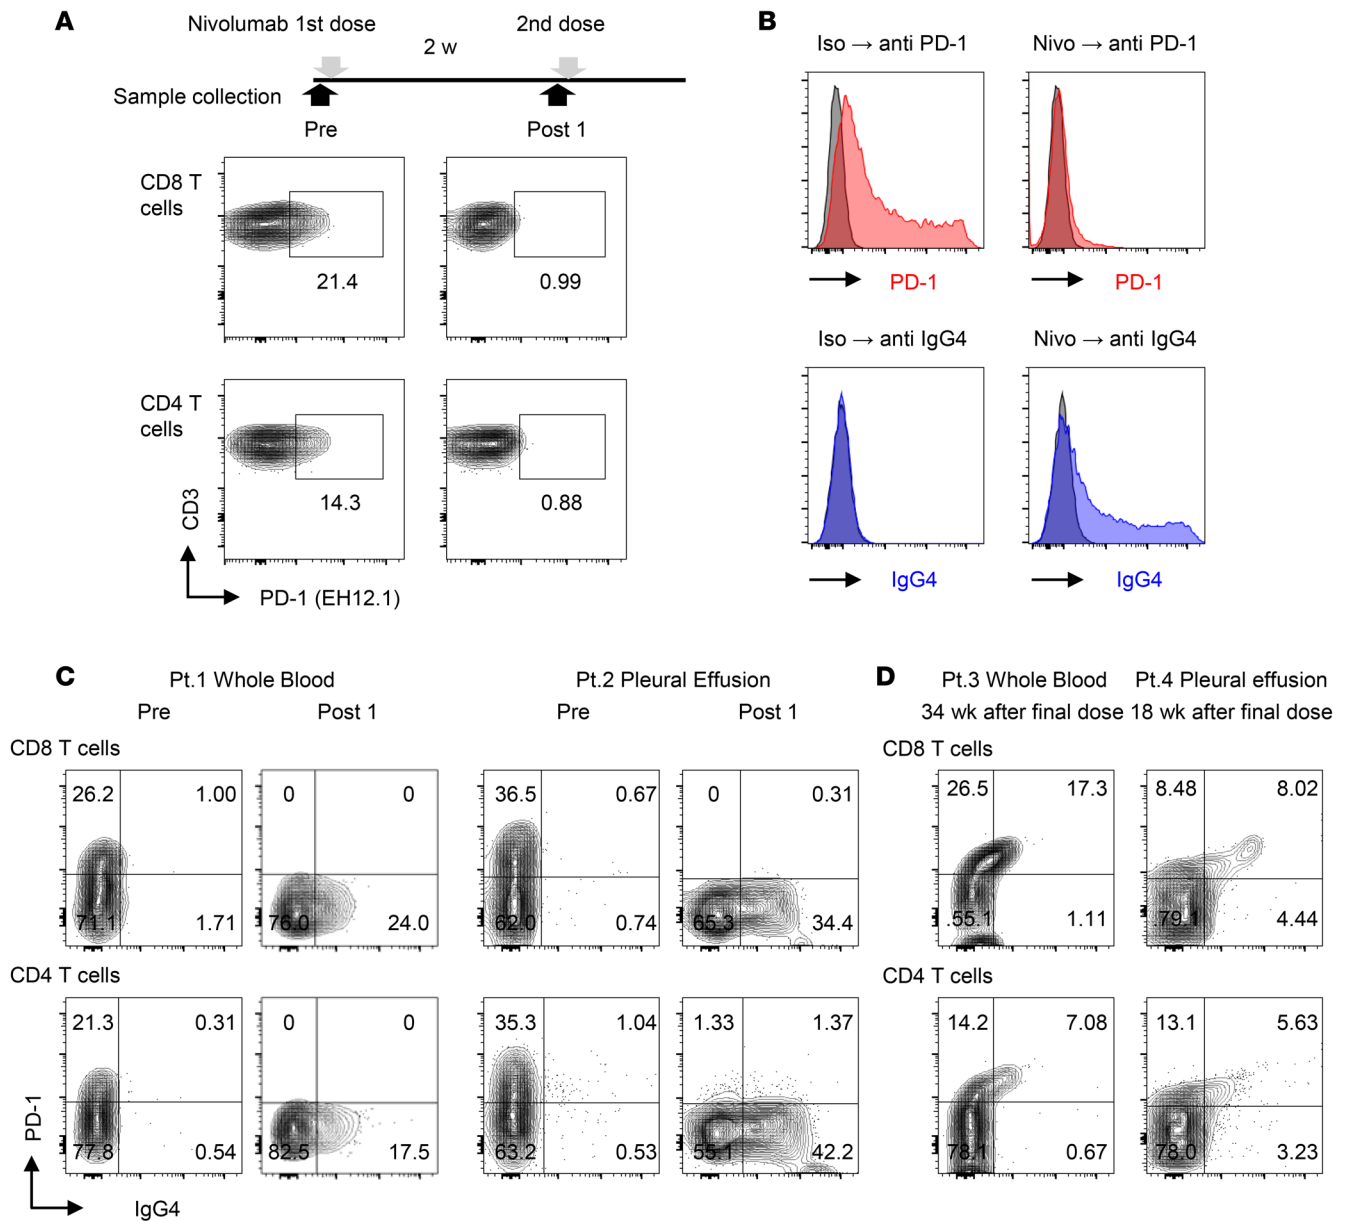 A
Nivolumab 1st dose
2nd dose
2 w
Sample collection
Pre
Post 1
CD8 T
cells
21.4
0.99
CD4 T
cells
14.3
0.88
CD3
PD-1 (EH12.1)
B
Iso → anti PD-1
Nivo → anti PD-1
PD-1
PD-1
Iso → anti IgG4
Nivo → anti IgG4
IgG4
IgG4
C
Pt.1 Whole Blood
Pt.2 Pleural Effusion
Pre
Post 1
Pre
Post 1
CD8 T cells
26.2
1.00
71.1
1.71
0
0
76.0
24.0
36.5
0.67
62.0
0.74
0
0.31
65.3
34.4
CD4 T cells
21.3
0.31
77.8
0.54
0
0
82.5
17.5
35.3
1.04
63.2
0.53
1.33
1.37
55.1
42.2
PD-1
IgG4
D
Pt.3 Whole Blood
34 wk after final dose
Pt.4 Pleural effusion
18 wk after final dose
CD8 T cells
26.5
17.3
.55.1
1.11
8.48
8.02
79.1
4.44
CD4 T cells
14.2
7.08
78.1
0.67
13.1
5.63
78.0
3.23